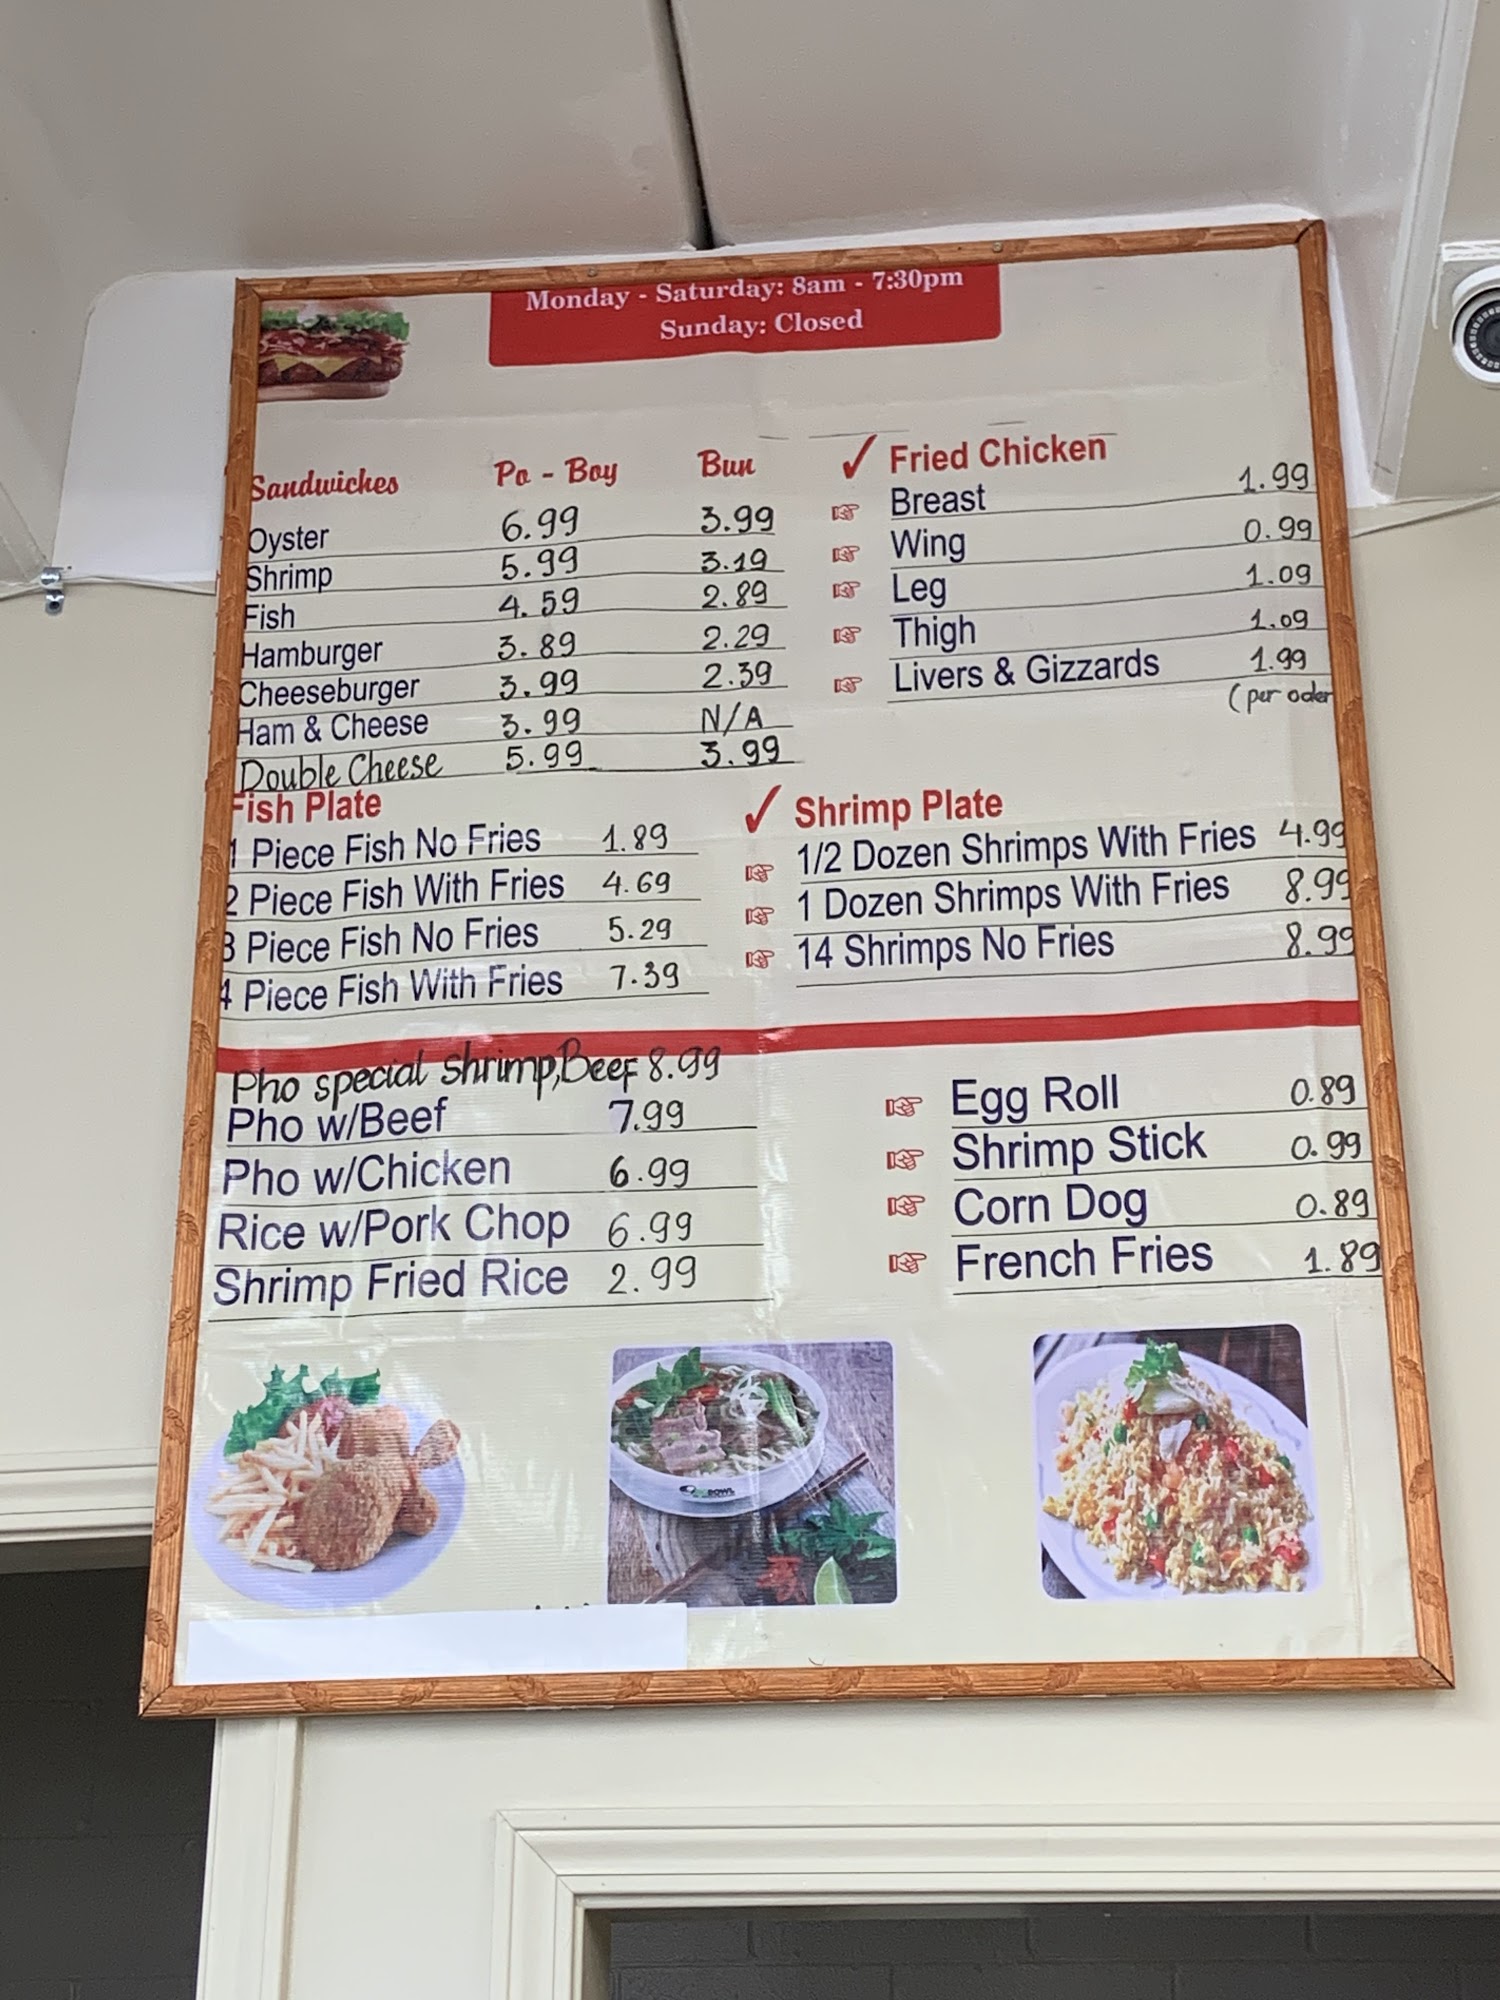 Monday - Saturday: 8am - 7:30pm
Sunday: Closed
Sandwiches Po - Boy Bun
Oyster 6.99 3.99
Shrimp 5.99 3.19
Fish 4.59 2.89
Hamburger 3.89 2.29
Cheeseburger 3.99 2.39
Ham & Cheese 3.99 N/A
Double Cheese 5.99 3.99
✓ Fried Chicken
Breast 1.99
Wing 0.99
Leg 1.09
Thigh 1.09
Livers & Gizzards 1.99
(per oder
Fish Plate
1 Piece Fish No Fries 1.89
2 Piece Fish With Fries 4.69
3 Piece Fish No Fries 5.29
4 Piece Fish With Fries 7.39
✓ Shrimp Plate
1/2 Dozen Shrimps With Fries 4.99
1 Dozen Shrimps With Fries 8.99
14 Shrimps No Fries 8.99
Pho special Shrimp,Beef 8.99
Pho w/Beef 7.99
Pho w/Chicken 6.99
Rice w/Pork Chop 6.99
Shrimp Fried Rice 2.99
Egg Roll 0.89
Shrimp Stick 0.99
Corn Dog 0.89
French Fries 1.89